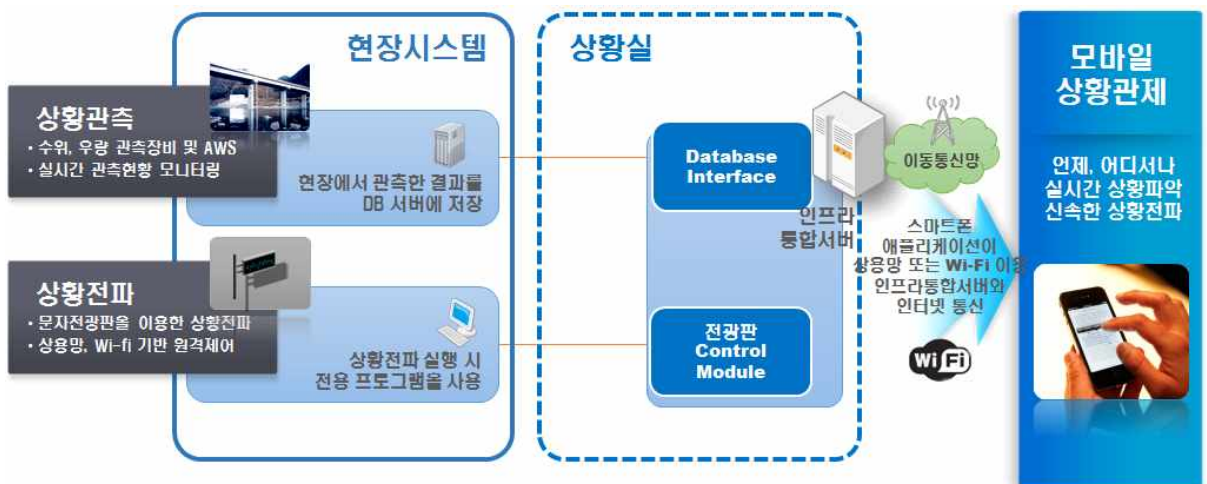 현장시스템
상황관측
• 수위, 우량 관측장비 및 AWS
• 실시간 관측현황 모니터링
현장에서 관측한 결과를
DB 서버에 저장
상황전파
• 문자전광판을 이용한 상황전파
• 상용망, Wi-fi 기반 원격제어
상황전파 실행 시
전용 프로그램을 사용
상황실
Database
Interface
전광판
Control
Module
인프라
통합서버
이동통신망
스마트폰
애플리케이션이
상용망 또는 Wi-Fi 이용
인프라통합서버와
인터넷 통신
Wi Fi
모바일
상황관제
언제, 어디서나
실시간 상황파악
신속한 상황전파